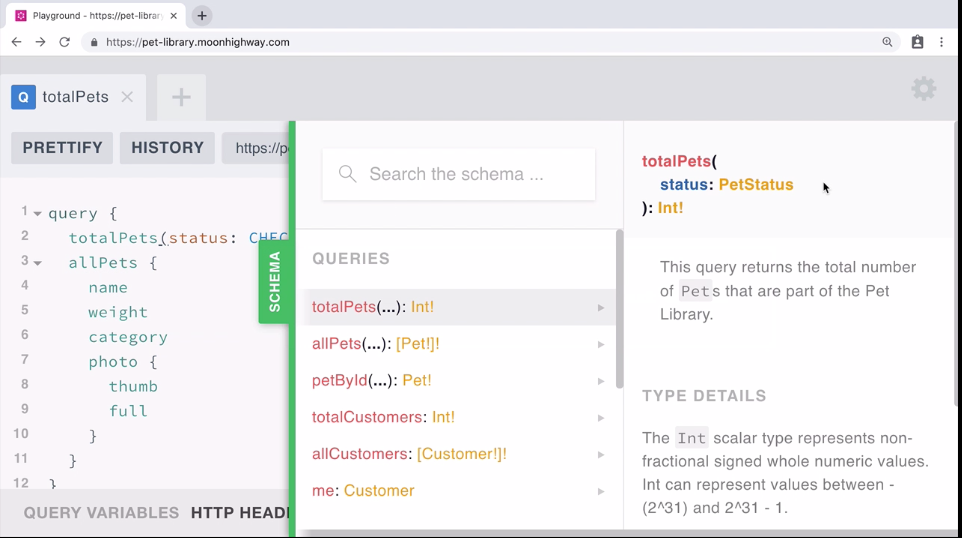 Playground - https://pet-librar
https://pet-library.moonhighway.com
Q totalPets
PRETTIFY HISTORY https://p
1 query {
2 totalPets(status: CHEC
3 allPets {
4 name
5 weight
6 category
7 photo {
8 thumb
9 full
10 }
11 }
12 }
QUERY VARIABLES HTTP HEAD
SCHEMA
Search the schema ...
QUERIES
totalPets(...): Int!
allPets(...): [Pet!]!
petById(...): Pet!
totalCustomers: Int!
allCustomers: [Customer!]!
me: Customer
totalPets(
status: PetStatus
): Int!
This query returns the total number
of Pets that are part of the Pet
Library.
TYPE DETAILS
The Int scalar type represents non-
fractional signed whole numeric values.
Int can represent values between -
(2^31) and 2^31 - 1.